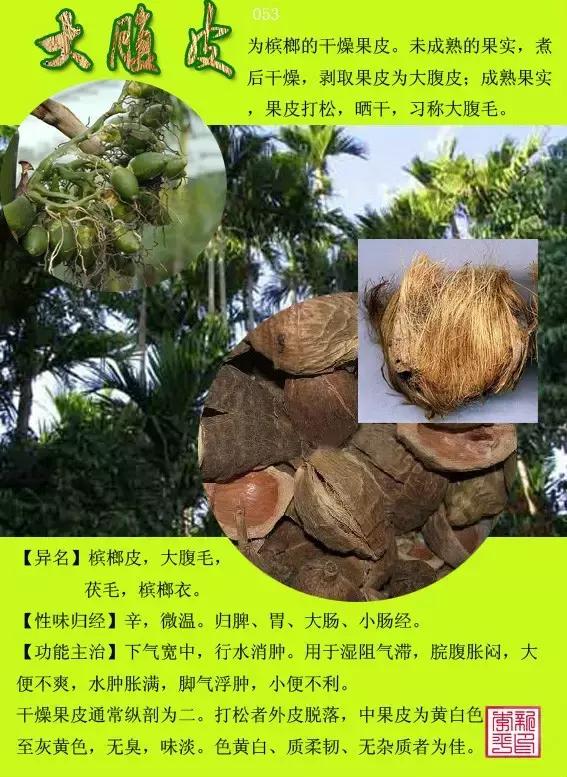 大腹皮
053
为槟榔的干燥果皮。未成熟的果实，煮
后干燥，剥取果皮为大腹皮；成熟果实
，果皮打松，晒干，习称大腹毛。
【异名】槟榔皮，大腹毛，
茯毛，槟榔衣。
【性味归经】辛，微温。归脾、胃、大肠、小肠经。
【功能主治】下气宽中，行水消肿。用于湿阻气滞，脘腹胀闷，大
便不爽，水肿胀满，脚气浮肿，小便不利。
干燥果皮通常纵剖为二。打松者外皮脱落，中果皮为黄白色
至灰黄色，无臭，味淡。色黄白、质柔韧、无杂质者为佳。